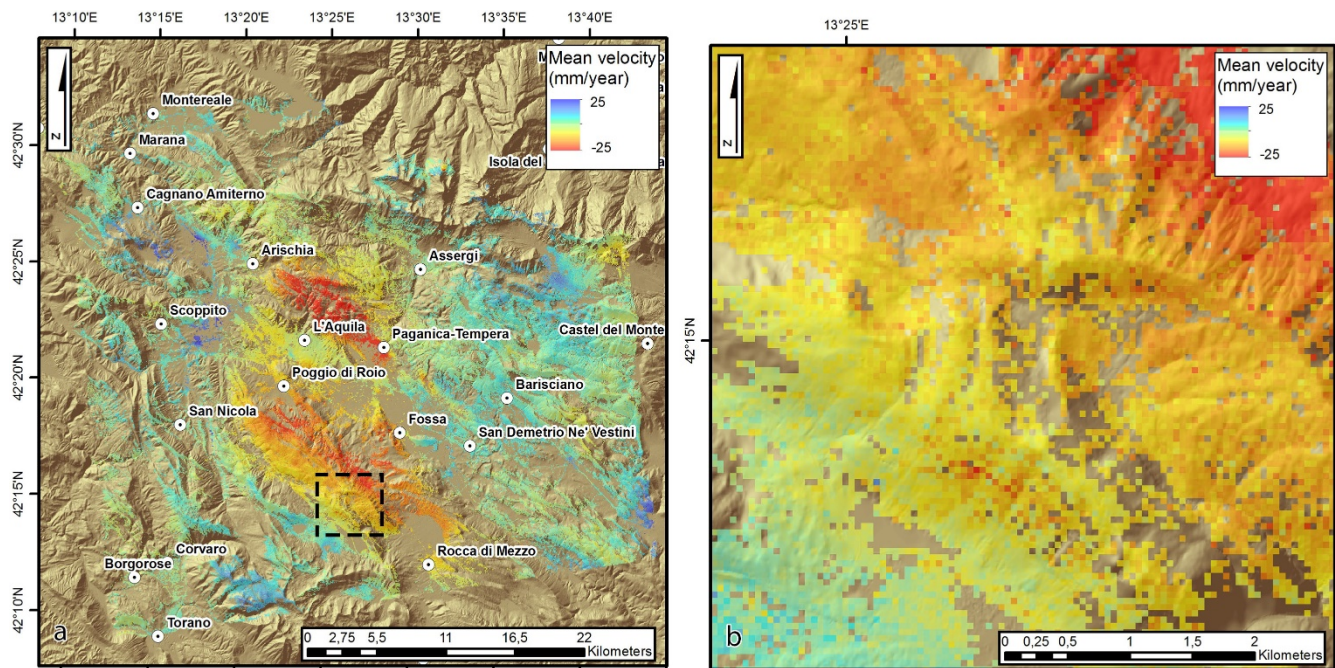 13°10'E 13°15'E 13°20'E 13°25'E 13°30'E 13°35'E 13°40'E
42°30'N
42°25'N
42°20'N
42°15'N
42°10'N
Mean velocity
(mm/year)
25
-25
N
Montereale
Marana
Isola del
Cagnano Amiterno
Arischia
Assergi
Scoppito
L'Aquila
Paganica-Tempera
Castel del Monte
Poggio di Roio
Barisciano
San Nicola
Fossa
San Demetrio Ne' Vestini
Rocca di Mezzo
Corvaro
Borgorose
Torano
a
0 2,75 5,5 11 16,5 22
Kilometers
13°25'E
42°15'N
Mean velocity
(mm/year)
25
-25
N
b
0 0,25 0,5 1 1,5 2
Kilometers